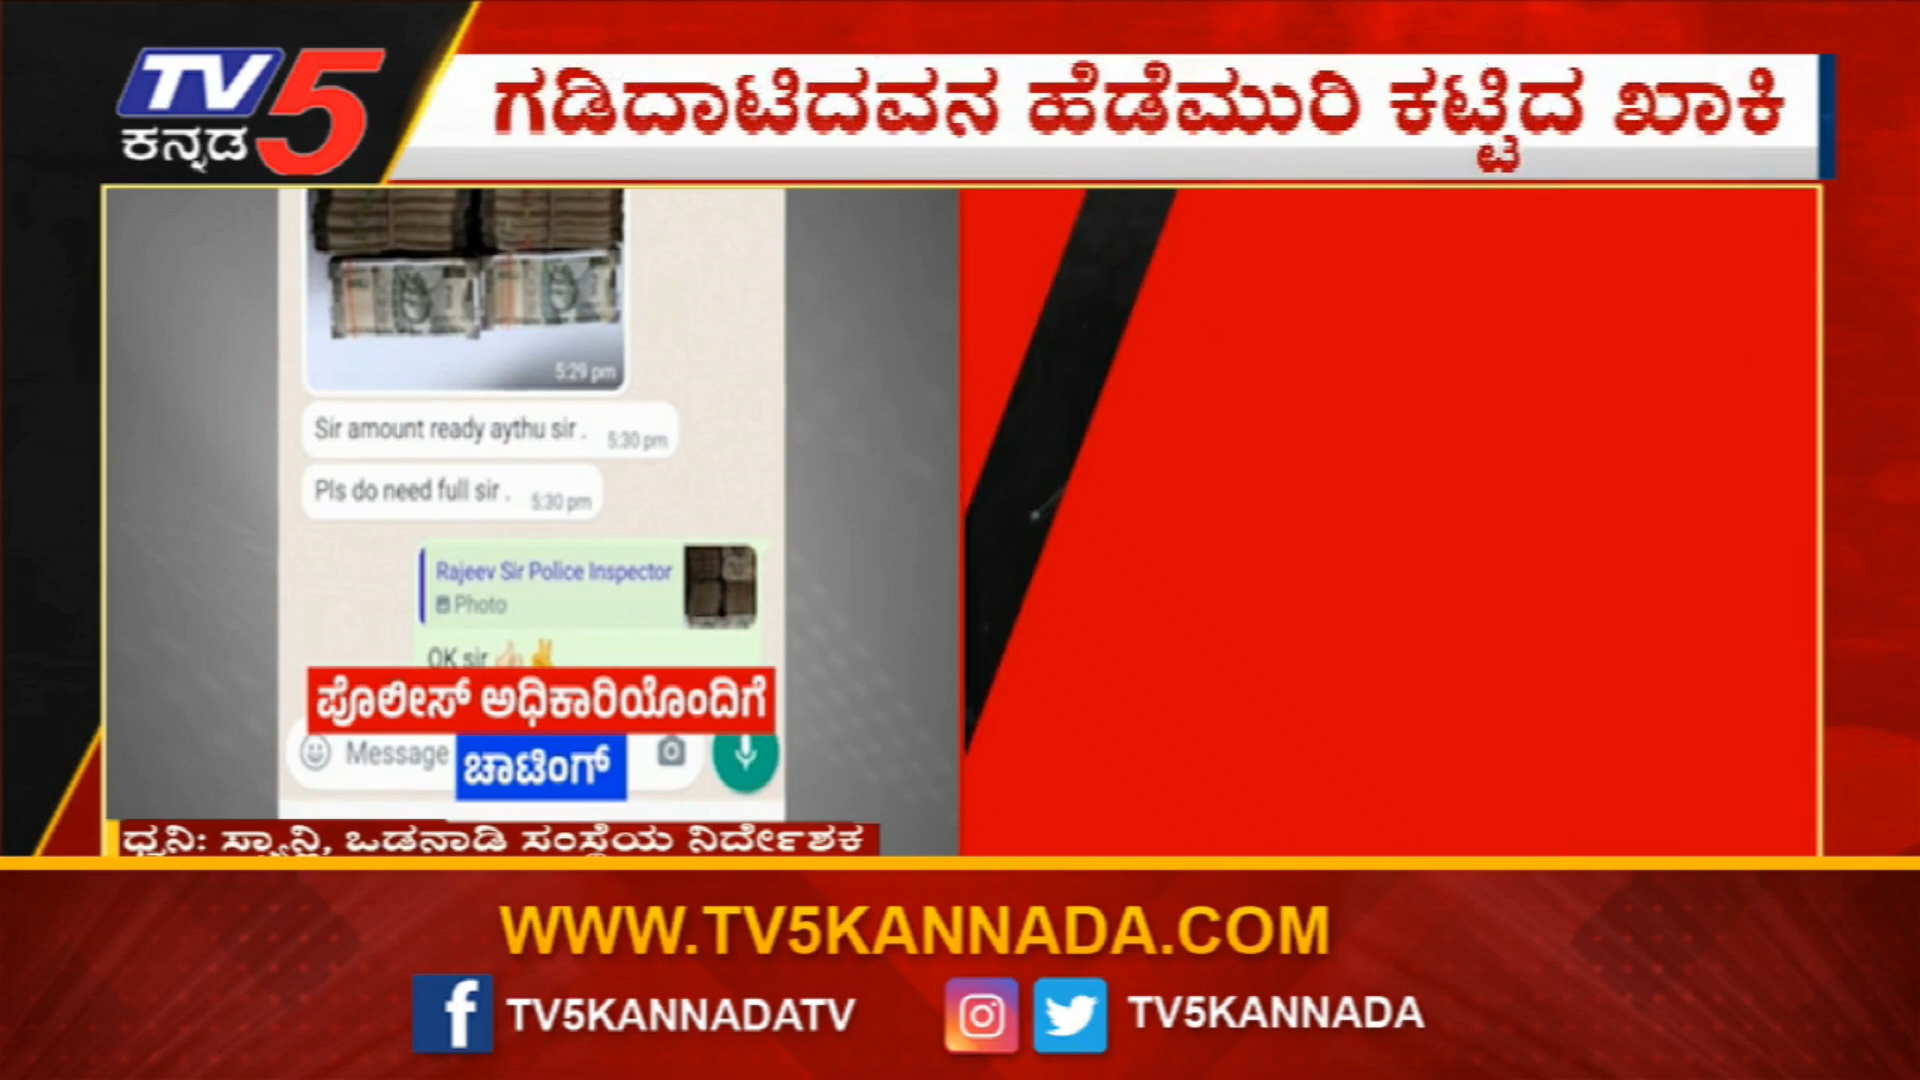 TV5
ಕನ್ನಡ
ಗಡಿದಾಟಿದವನ ಹೆಡೆಮುರಿ ಕಟ್ಟಿದ ಖಾಕಿ
5:29 pm
Sir amount ready aythu sir . 5:30 pm
Pls do need full sir . 5:30 pm
Rajeev Sir Police Inspector
Photo
OK sir 👍✌
ಪೊಲೀಸ್ ಅಧಿಕಾರಿಯೊಂದಿಗೆ
Message
ಚಾಟಿಂಗ್
ಧ್ವನಿ: ಸ್ಟ್ಯಾನ್ಲಿ, ಒಡನಾಡಿ ಸಂಸ್ಥೆಯ ನಿರ್ದೇಶಕ
WWW.TV5KANNADA.COM
TV5KANNADATV
TV5KANNADA